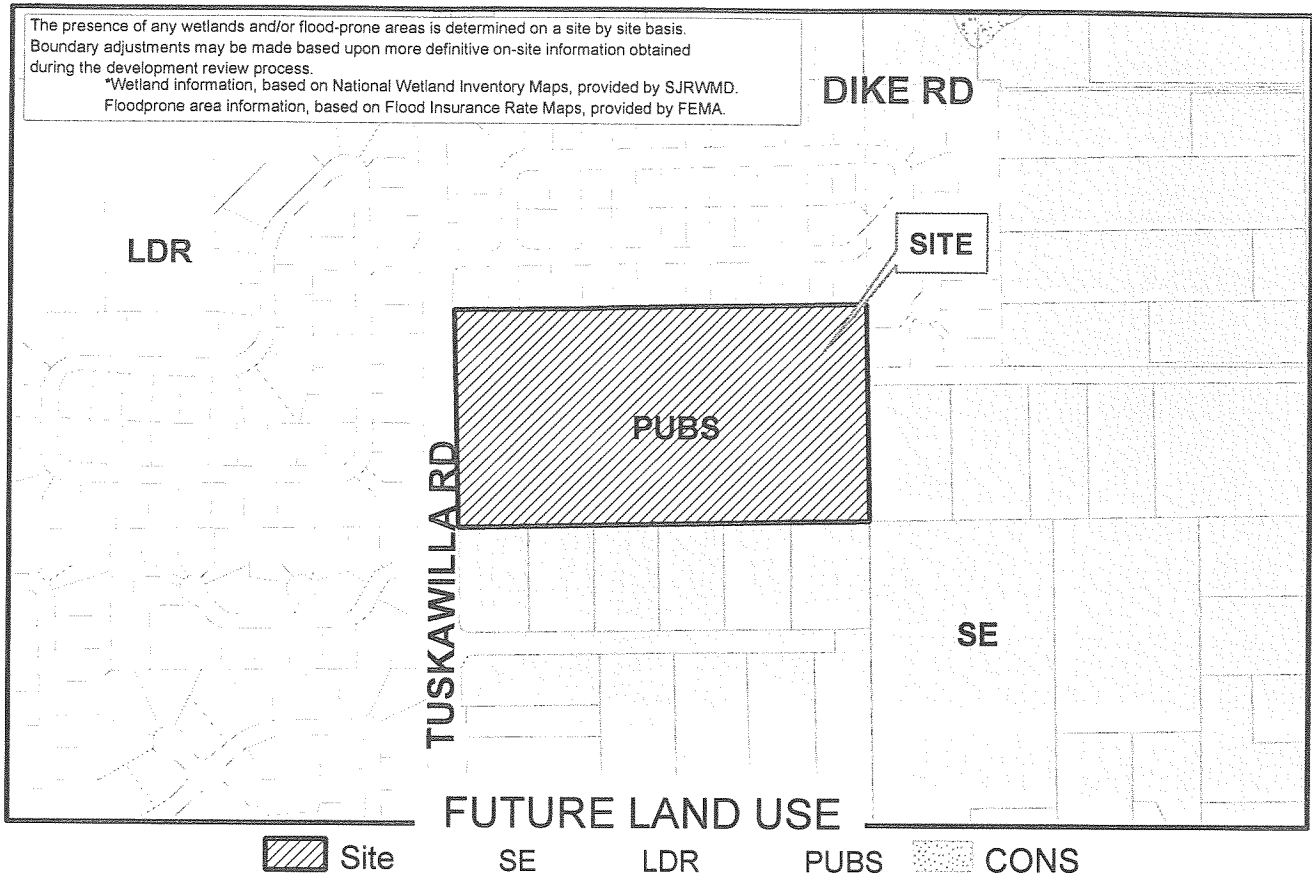 The presence of any wetlands and/or flood-prone areas is determined on a site by site basis.
Boundary adjustments may be made based upon more definitive on-site information obtained
during the development review process.
*Wetland information, based on National Wetland Inventory Maps, provided by SJRWMD.
Floodprone area information, based on Flood Insurance Rate Maps, provided by FEMA.
DIKE RD
LDR
SITE
PUBS
TUSKAWILLA RD
SE
FUTURE LAND USE
Site SE LDR PUBS CONS